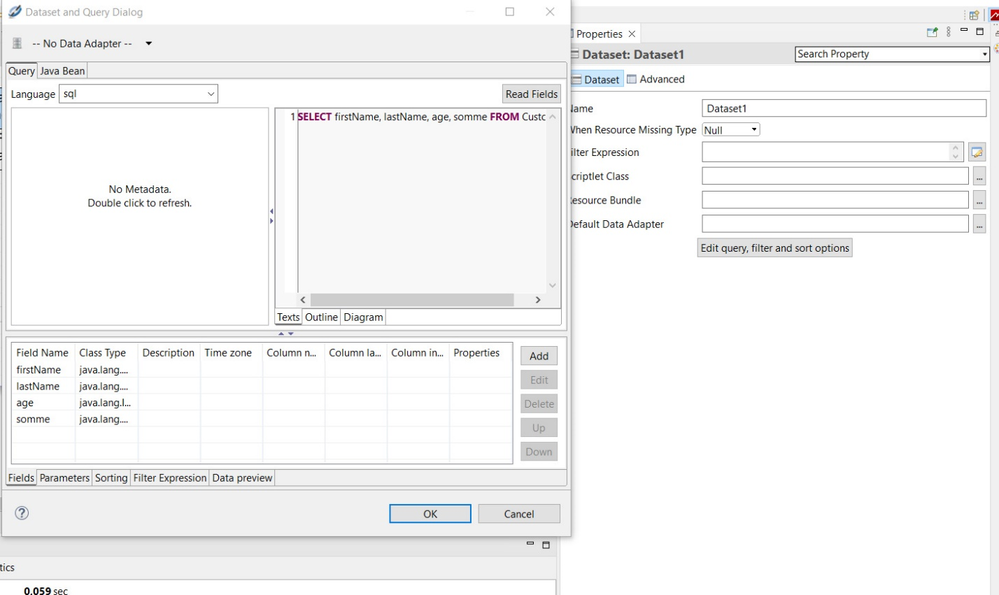 Dataset and Query Dialog
-- No Data Adapter --
Query Java Bean
Language sql Read Fields
No Metadata.
Double click to refresh.
1 SELECT firstName, lastName, age, somme FROM Custo
Texts Outline Diagram
Field Name Class Type Description Time zone Column n... Column la... Column in... Properties
firstName java.lang....
lastName java.lang....
age java.lang.I...
somme java.lang....
Add
Edit
Delete
Up
Down
Fields Parameters Sorting Filter Expression Data preview
OK Cancel
tics
0,059 sec
Properties
Dataset: Dataset1 Search Property
Dataset Advanced
Name Dataset1
When Resource Missing Type Null
ilter Expression
criptlet Class ...
esource Bundle ...
Default Data Adapter ...
Edit query, filter and sort options